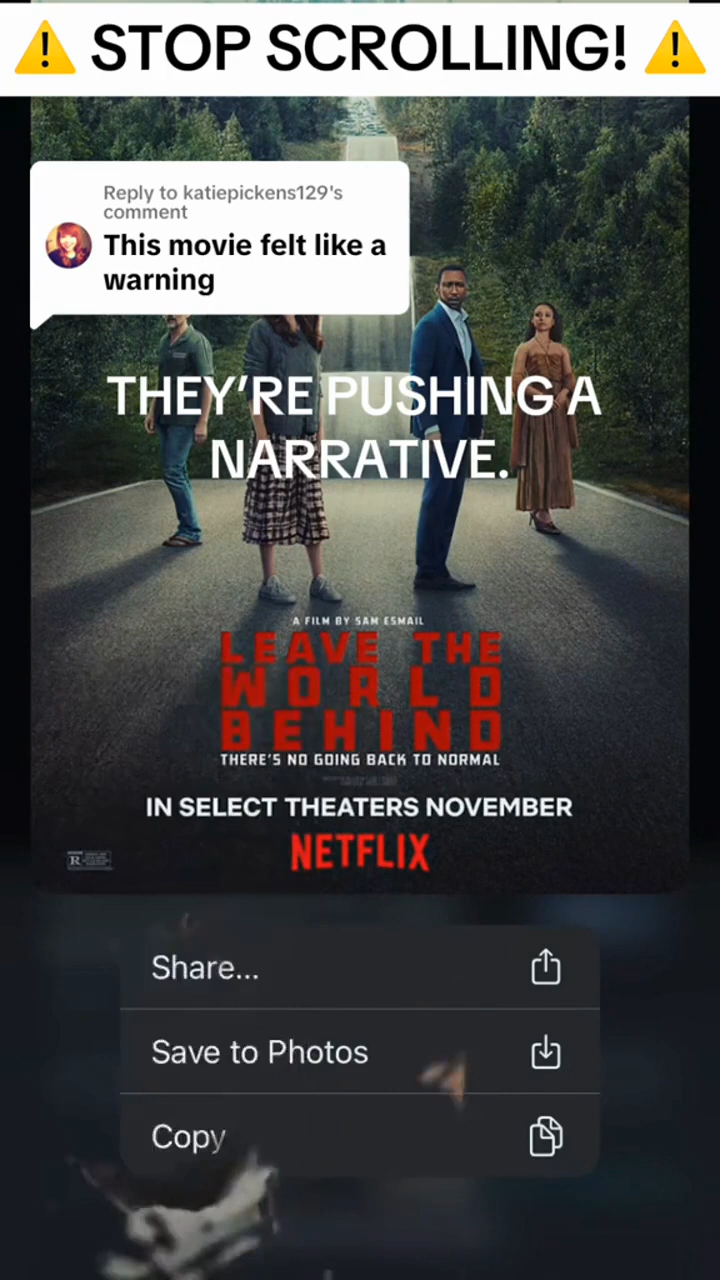 ⚠️ STOP SCROLLING! ⚠️
Reply to katiepickens129's
comment
This movie felt like a
warning
THEY'RE PUSHING A
NARRATIVE.
A FILM BY SAM ESMAIL
LEAVE THE
WORLD
BEHIND
THERE'S NO GOING BACK TO NORMAL
IN SELECT THEATERS NOVEMBER
NETFLIX
R
Share...
Save to Photos
Copy